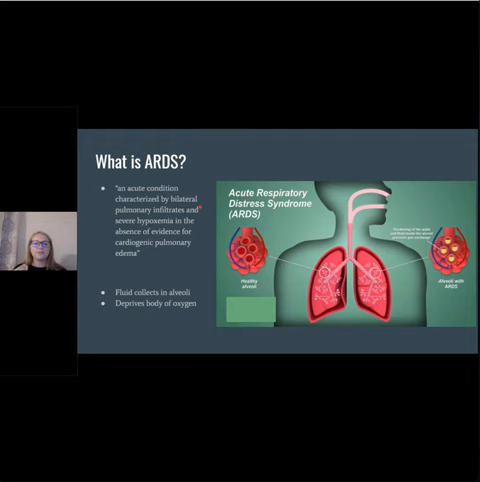 What is ARDS?
“an acute condition
characterized by bilateral
pulmonary infiltrates and
severe hypoxemia in the
absence of evidence for
cardiogenic pulmonary
edema”
Fluid collects in alveoli
Deprives body of oxygen
Acute Respiratory
Distress Syndrome
(ARDS)
Healthy
alveoli
Alveoli with
ARDS